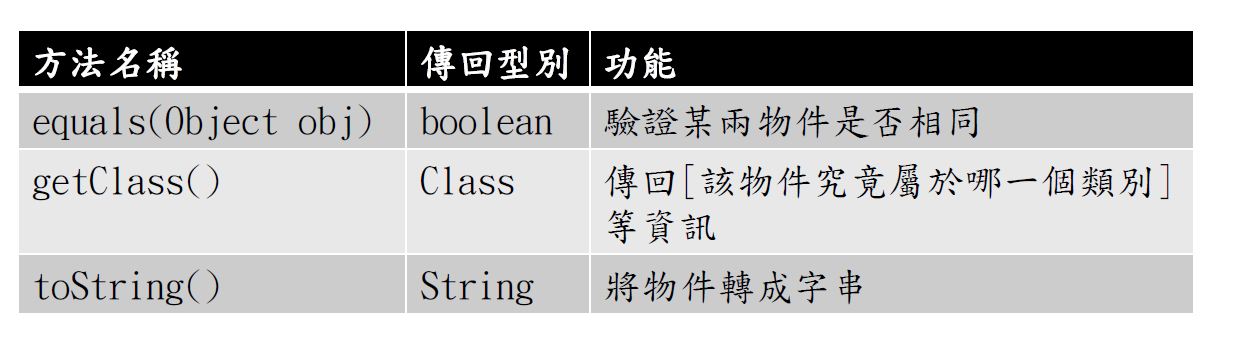 方法名稱 傳回型別 功能
equals(Object obj) boolean 驗證某兩物件是否相同
getClass() Class 傳回[該物件究竟屬於哪一個類別]
等資訊
toString() String 將物件轉成字串